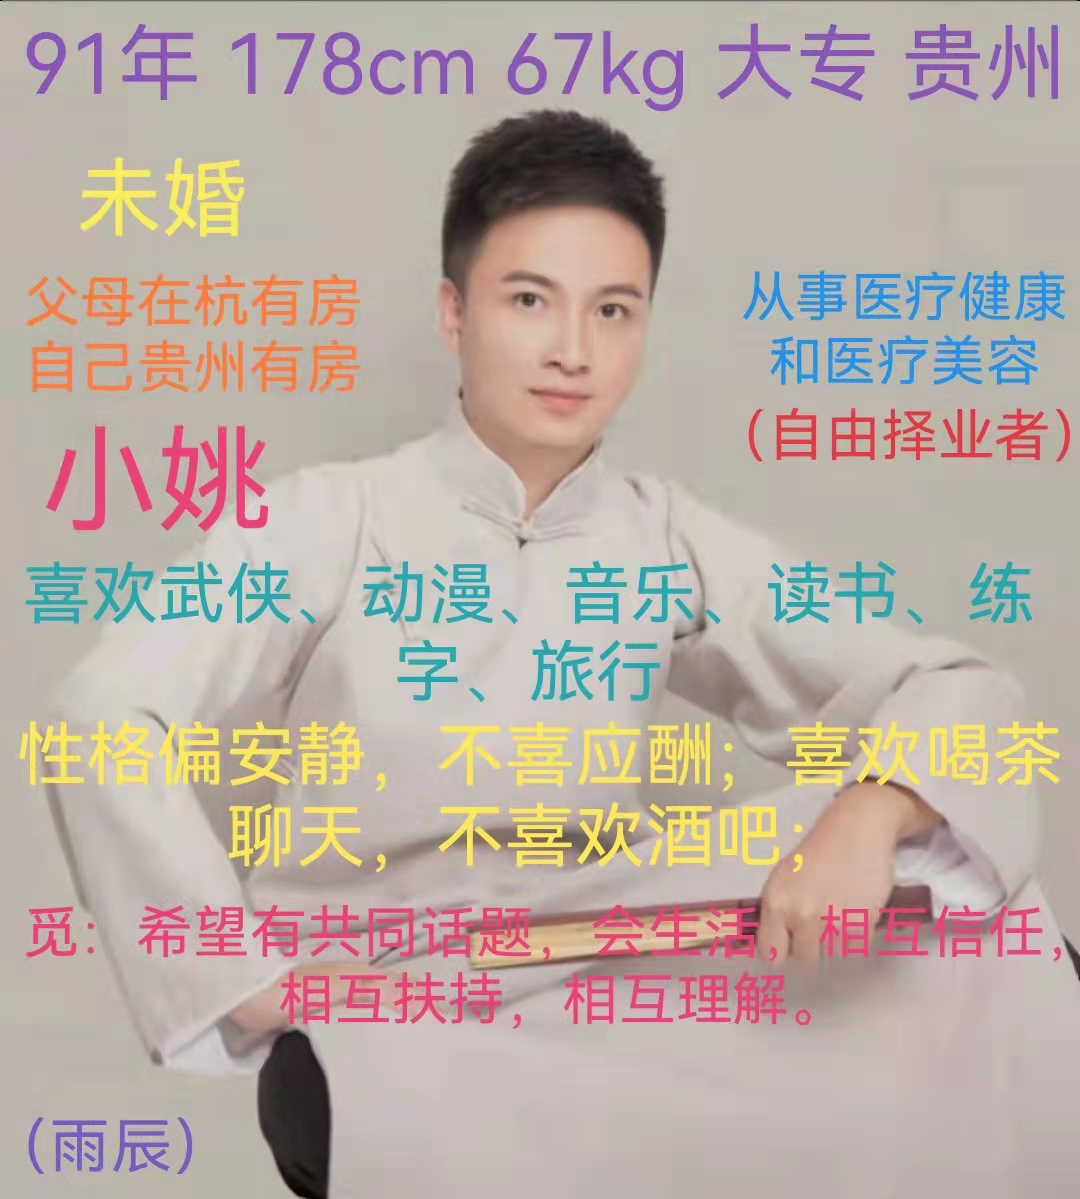 91年 178cm 67kg 大专 贵州
未婚
父母在杭有房
自己贵州有房
从事医疗健康
和医疗美容
（自由择业者）
小姚
喜欢武侠、动漫、音乐、读书、练
字、旅行
性格偏安静，不喜应酬；喜欢喝茶
聊天，不喜欢酒吧；
觅：希望有共同话题，会生活，相互信任，
相互扶持，相互理解。
（雨辰）